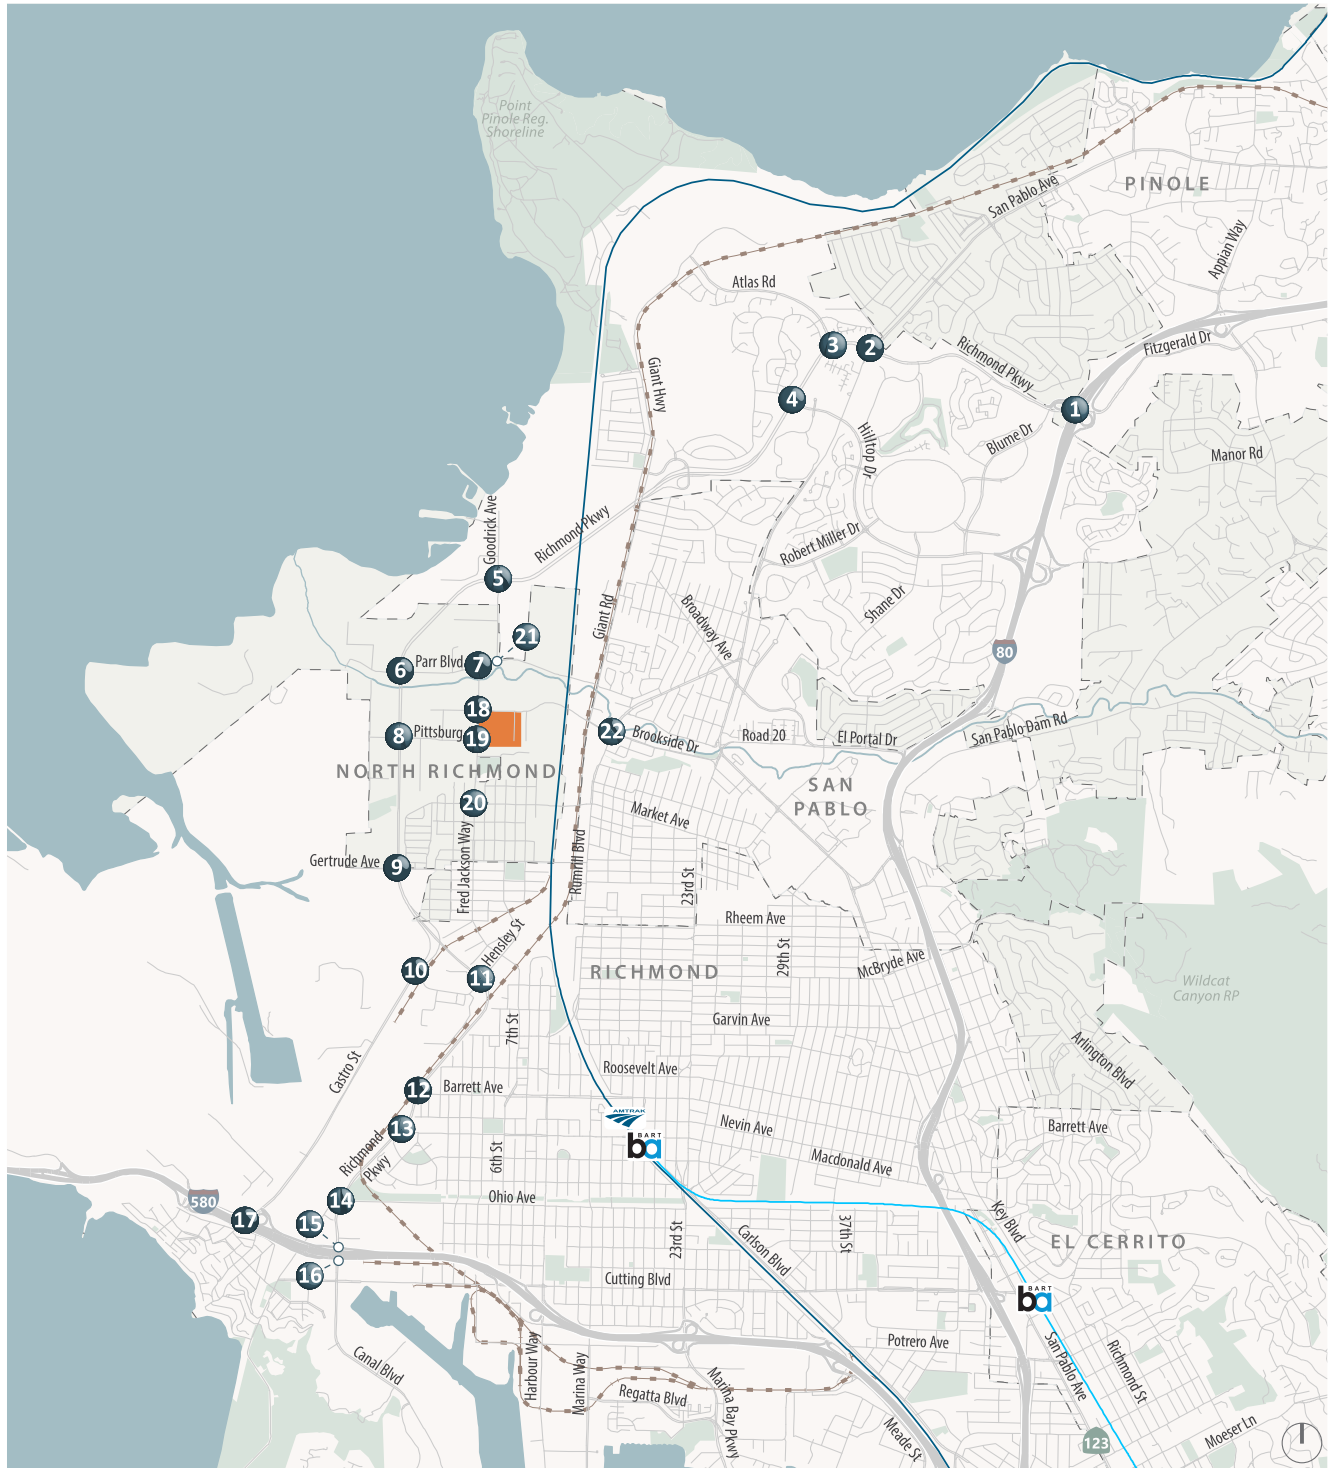 Point
Pinole Reg.
Shoreline
PINOLE
San Pablo Ave
Appian Way
Atlas Rd
Fitzgerald Dr
3
2
Richmond Pkwy
Giant Hwy
4
1
Hilltop Dr
Blume Dr
Manor Rd
Goodrick Ave
Richmond Pkwy
Robert Miller Dr
5
Shane Dr
Giant Rd
Broadway Ave
21
80
6
Parr Blvd
7
18
8
Pittsburg
19
22
Brookside Dr
Road 20
El Portal Dr
San Pablo Dam Rd
NORTH RICHMOND
SAN
PABLO
20
Market Ave
Gertrude Ave
9
Fred Jackson Way
Rumrill Blvd
23rd St
Rheem Ave
Hensley St
29th St
McBryde Ave
10
11
RICHMOND
Wildcat
Canyon RP
7th St
Garvin Ave
Castro St
Roosevelt Ave
Arlington Blvd
12
Barrett Ave
AMTRAK
13
Nevin Ave
Barrett Ave
BART
ba
Richmond
Pkwy
6th St
Macdonald Ave
580
14
Ohio Ave
17
15
23rd St
Carlson Blvd
37th St
Key Blvd
EL CERRITO
16
Cutting Blvd
BART
ba
Canal Blvd
Harbour Way
Marina Way
Potrero Ave
San Pablo Ave
Richmond St
Regatta Blvd
Marina Bay Pkwy
Meade St
123
Moeser Ln